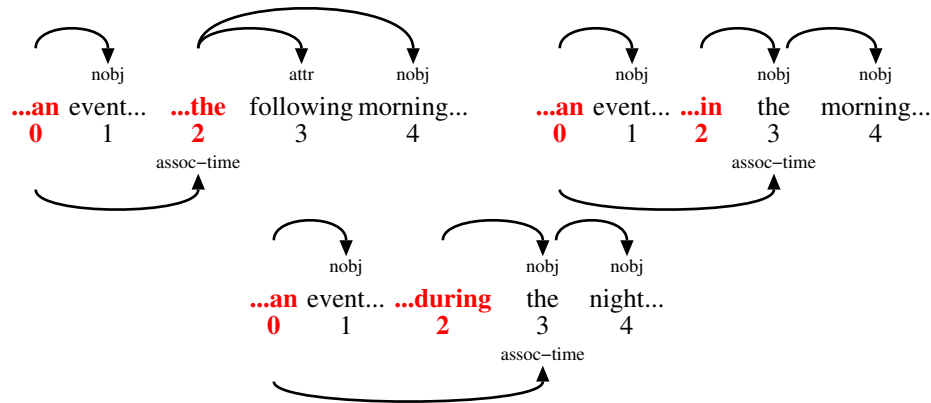 nobj attr nobj
...an event... ...the following morning...
0 1 2 3 4
assoc-time
nobj nobj nobj
...an event... ...in the morning...
0 1 2 3 4
assoc-time
nobj nobj nobj
...an event... ...during the night...
0 1 2 3 4
assoc-time